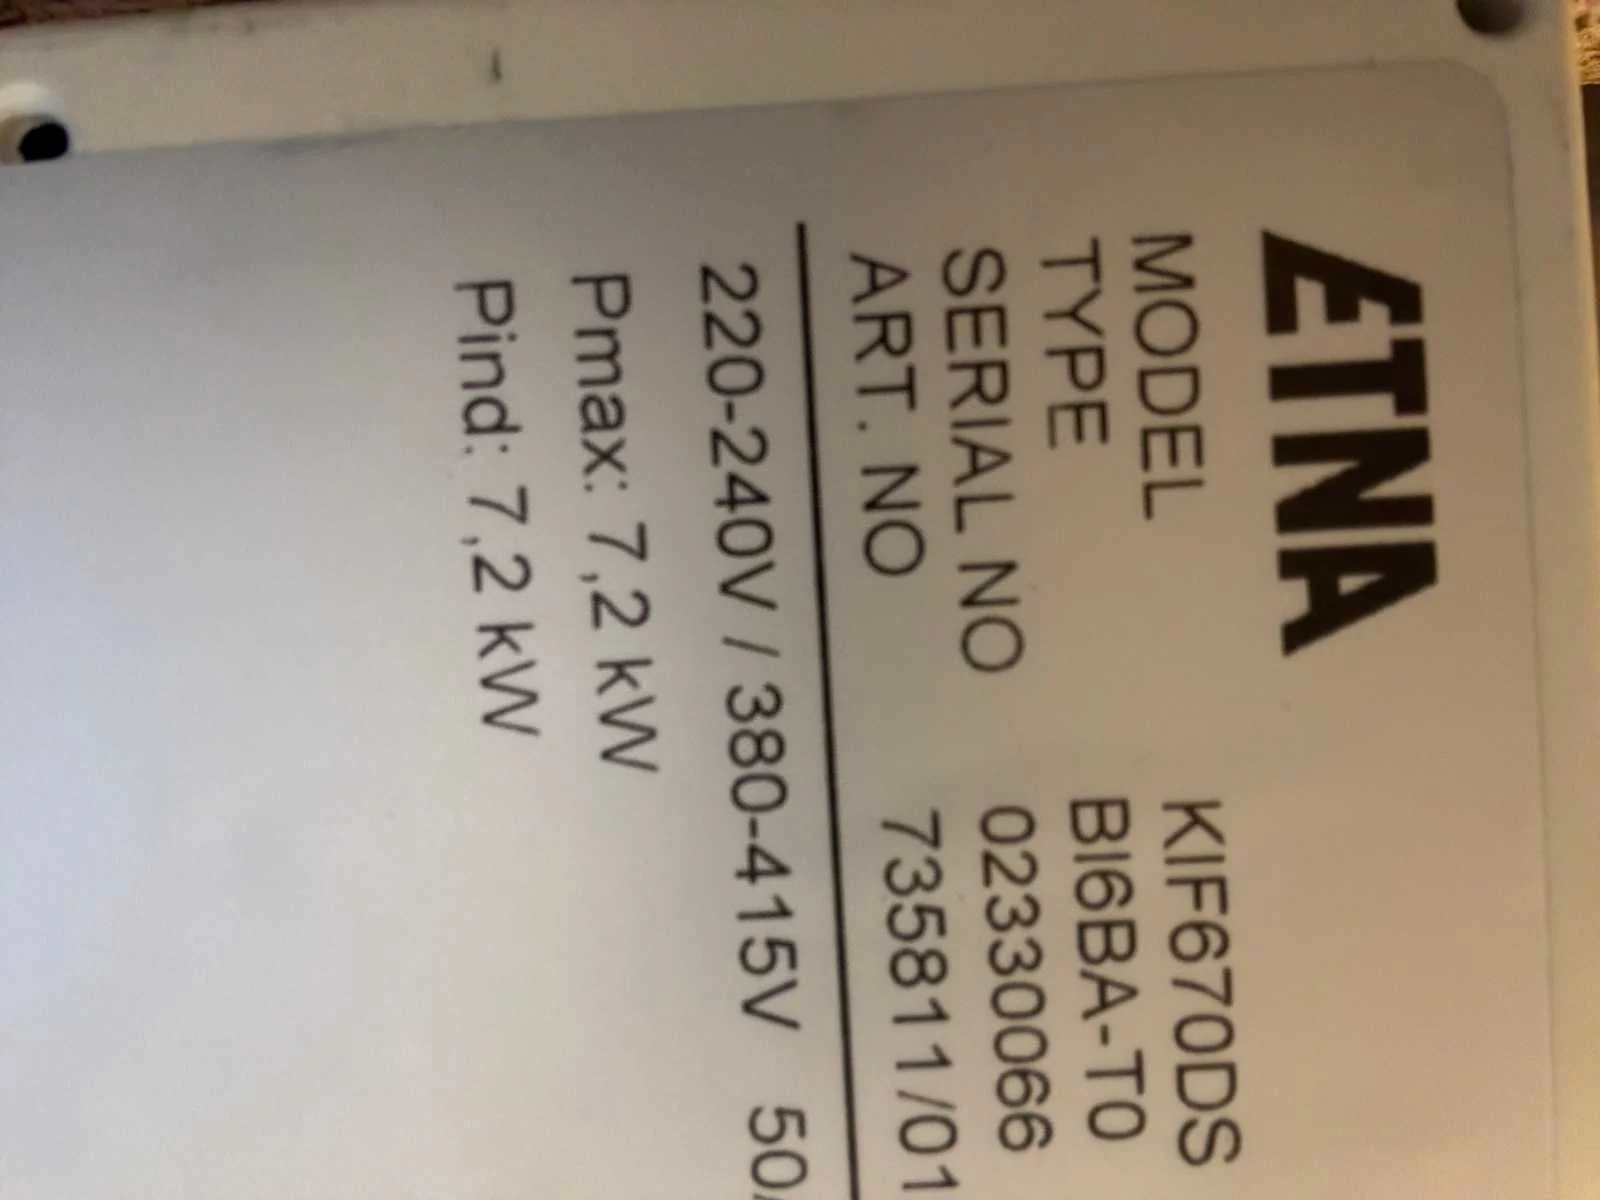 ETNA
MODEL KIF670DS
TYPE BI6BA-T0
SERIAL NO 02330066
ART. NO 735811/01
220-240V / 380-415V 50/
Pmax: 7,2 kW
Pind: 7,2 kW